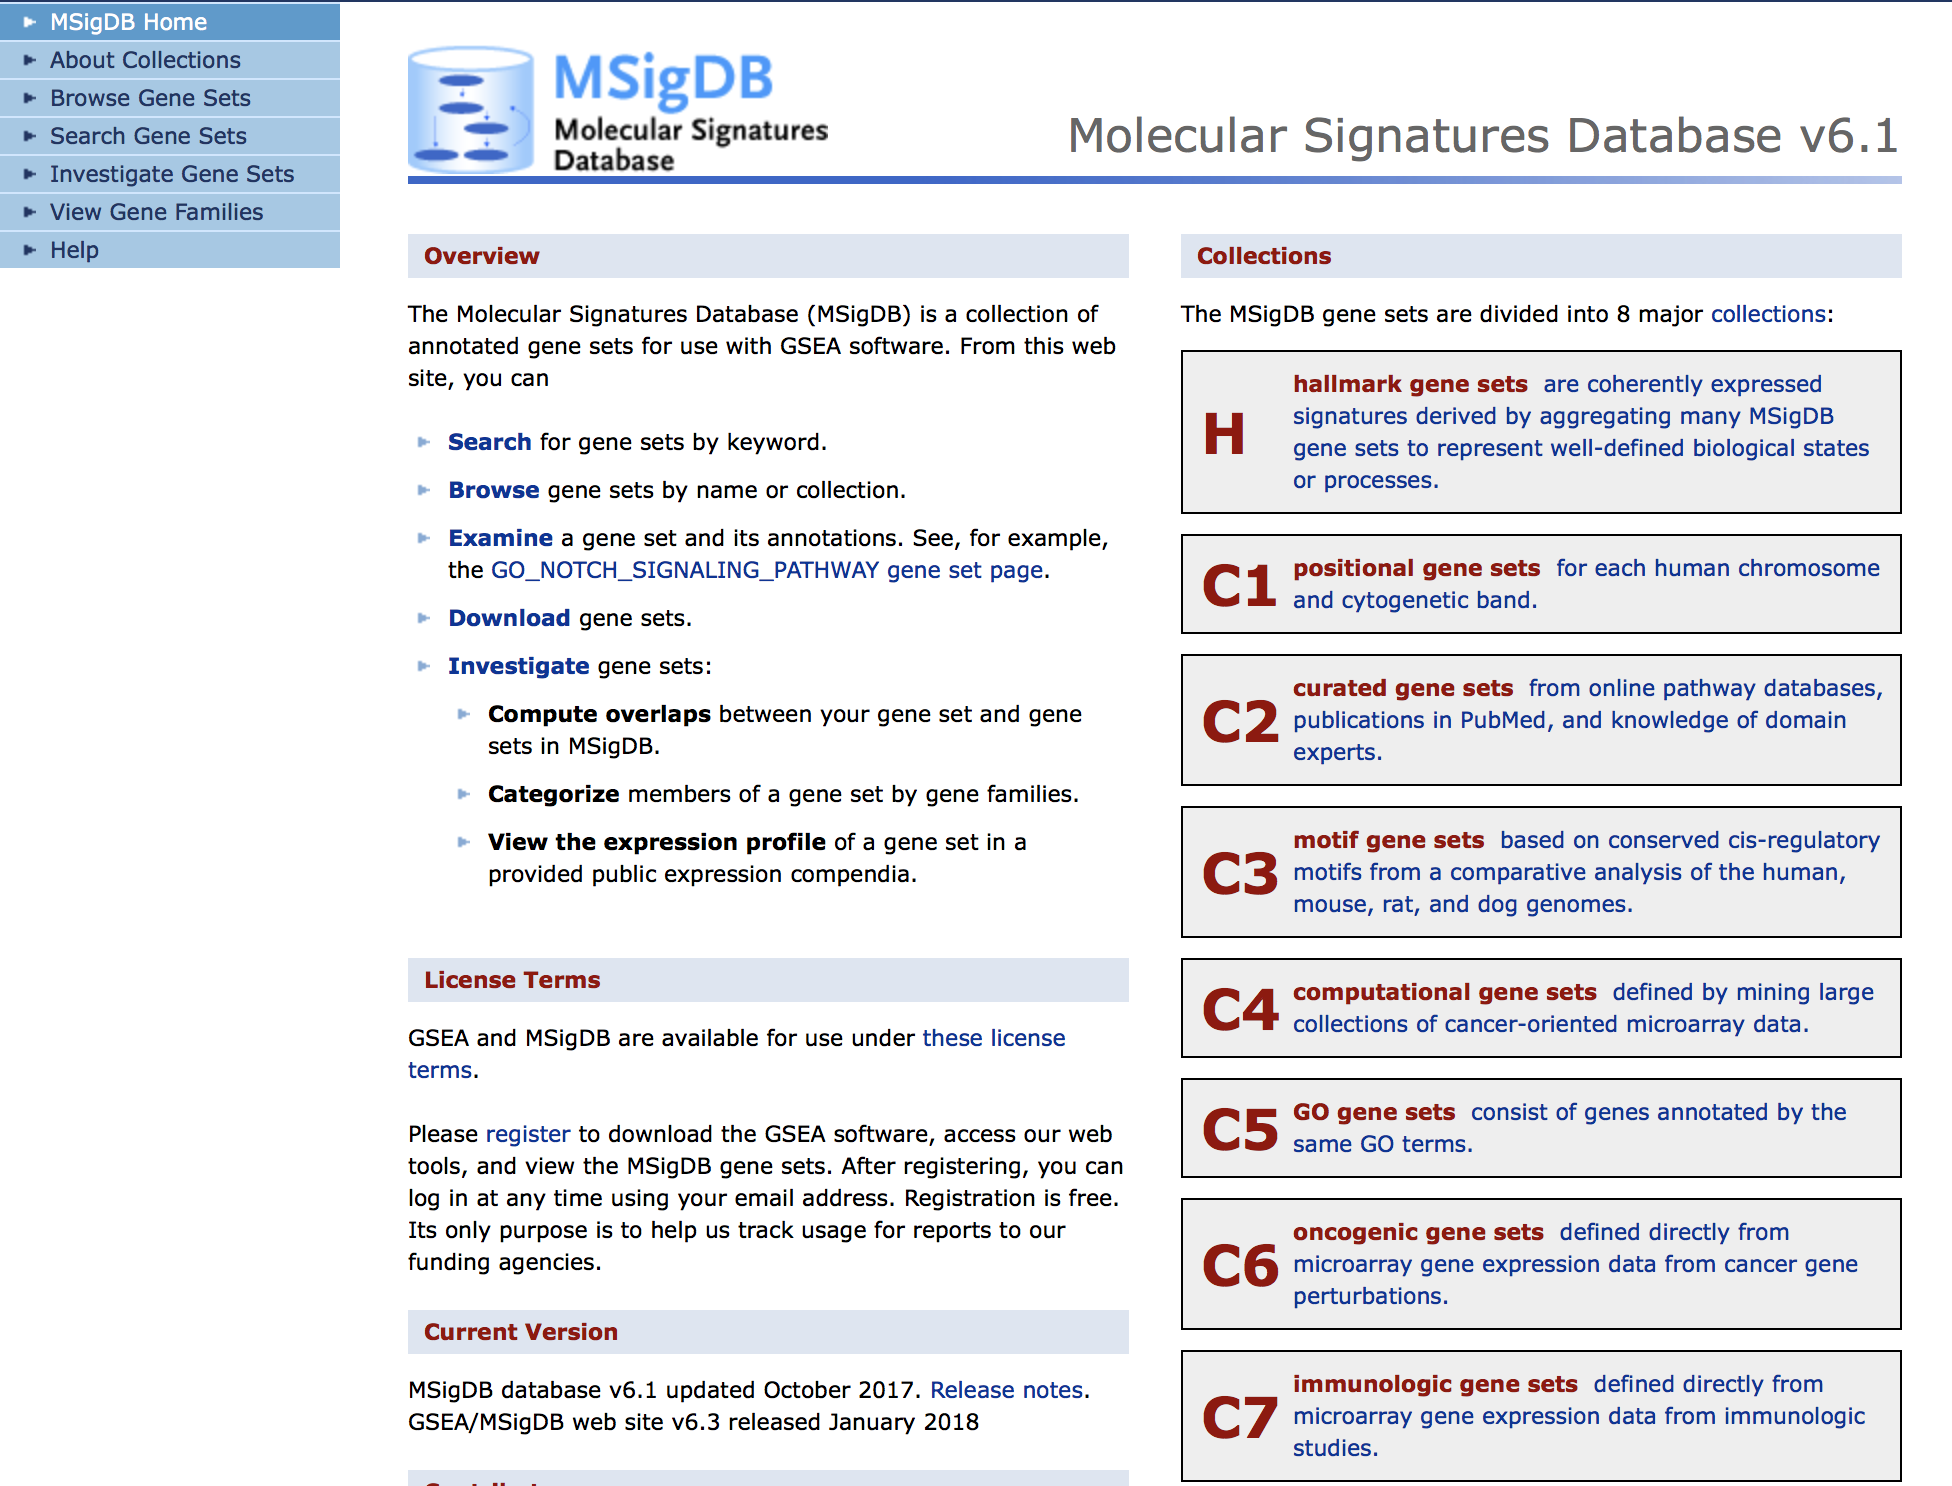 MSigDB Home
About Collections
Browse Gene Sets
Search Gene Sets
Investigate Gene Sets
View Gene Families
Help
MSigDB
Molecular Signatures
Database
Molecular Signatures Database v6.1
Overview
The Molecular Signatures Database (MSigDB) is a collection of
annotated gene sets for use with GSEA software. From this web
site, you can
Search for gene sets by keyword.
Browse gene sets by name or collection.
Examine a gene set and its annotations. See, for example,
the GO_NOTCH_SIGNALING_PATHWAY gene set page.
Download gene sets.
Investigate gene sets:
Compute overlaps between your gene set and gene
sets in MSigDB.
Categorize members of a gene set by gene families.
View the expression profile of a gene set in a
provided public expression compendia.
License Terms
GSEA and MSigDB are available for use under these license
terms.
Please register to download the GSEA software, access our web
tools, and view the MSigDB gene sets. After registering, you can
log in at any time using your email address. Registration is free.
Its only purpose is to help us track usage for reports to our
funding agencies.
Current Version
MSigDB database v6.1 updated October 2017. Release notes.
GSEA/MSigDB web site v6.3 released January 2018
Collections
The MSigDB gene sets are divided into 8 major collections:
H
hallmark gene sets are coherently expressed
signatures derived by aggregating many MSigDB
gene sets to represent well-defined biological states
or processes.
C1
positional gene sets for each human chromosome
and cytogenetic band.
C2
curated gene sets from online pathway databases,
publications in PubMed, and knowledge of domain
experts.
C3
motif gene sets based on conserved cis-regulatory
motifs from a comparative analysis of the human,
mouse, rat, and dog genomes.
C4
computational gene sets defined by mining large
collections of cancer-oriented microarray data.
C5
GO gene sets consist of genes annotated by the
same GO terms.
C6
oncogenic gene sets defined directly from
microarray gene expression data from cancer gene
perturbations.
C7
immunologic gene sets defined directly from
microarray gene expression data from immunologic
studies.